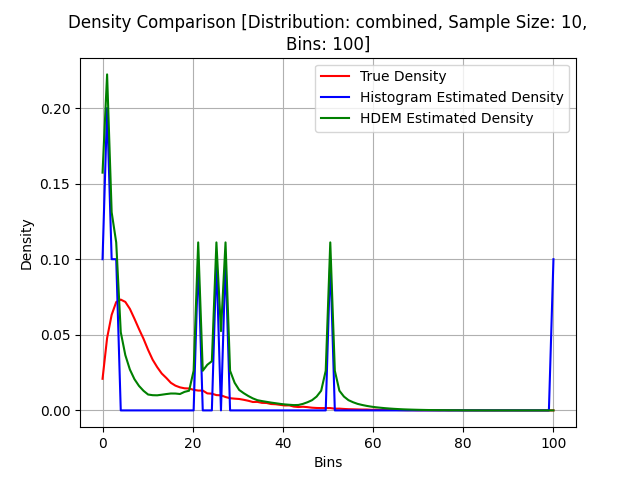 Density Comparison [Distribution: combined, Sample Size: 10,
Bins: 100]
True Density
Histogram Estimated Density
HDEM Estimated Density
Density
0.20
0.15
0.10
0.05
0.00
0 20 40 60 80 100
Bins